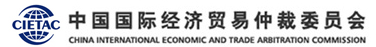 CIETAC
中国国际经济贸易仲裁委员会
CHINA INTERNATIONAL ECONOMIC AND TRADE ARBITRATION COMMISSION